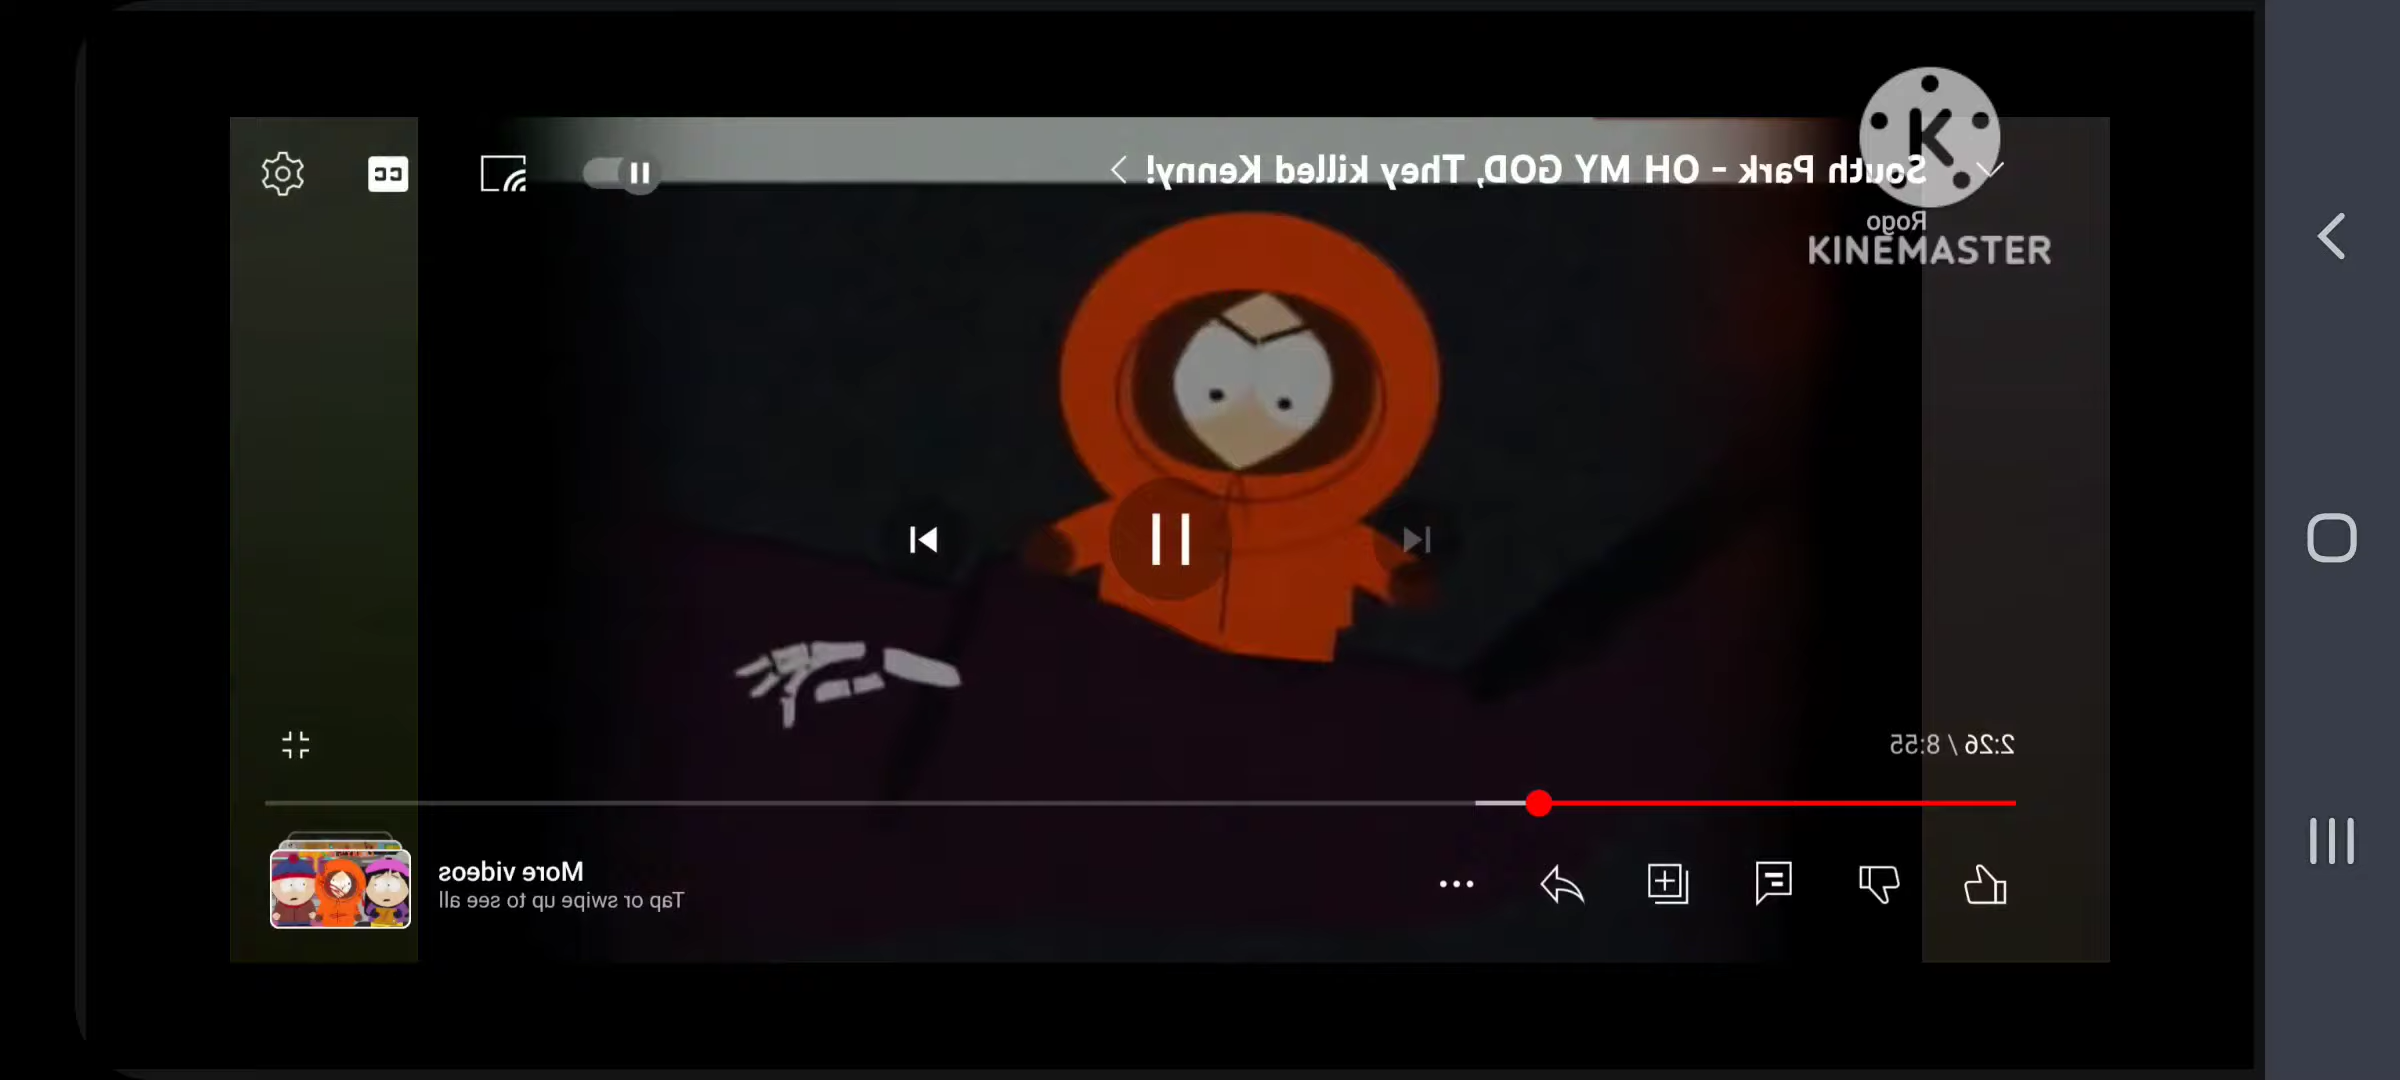 South Park - OH MY GOD, They killed Kenny!
Rogo
K
KINEMASTER
CC
2:26 / 8:55
More videos
Tap or swipe up to see all